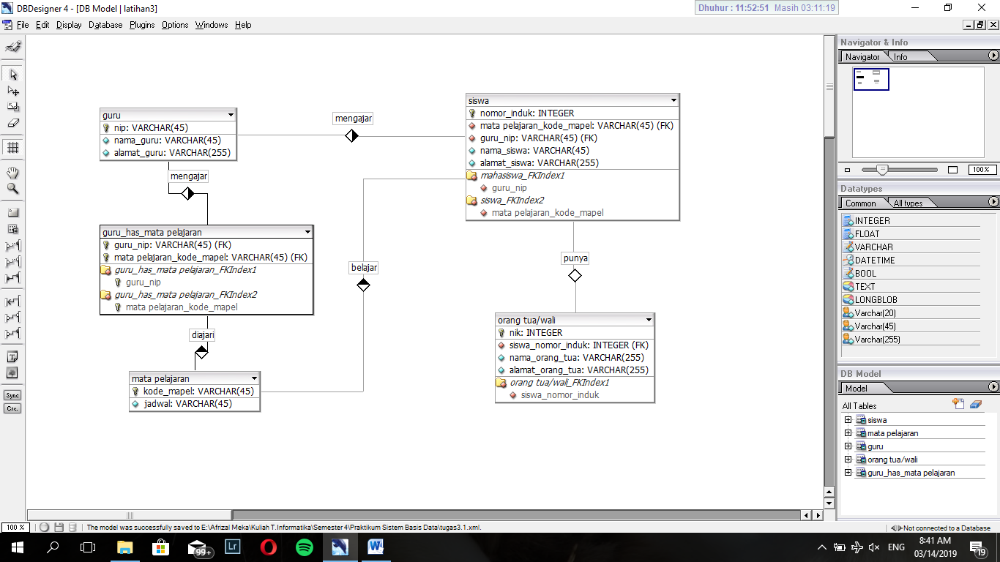 DBDesigner 4 - [DB Model | latihan3]
Dhuhur : 11:52:51 Masih 03:11:19
File Edit Display Database Plugins Options Windows Help
guru
nip: VARCHAR(45)
nama_guru: VARCHAR(45)
alamat_guru: VARCHAR(255)
mengajar
mengajar
siswa
nomor_induk: INTEGER
mata pelajaran_kode_mapel: VARCHAR(45) (FK)
guru_nip: VARCHAR(45) (FK)
nama_siswa: VARCHAR(45)
alamat_siswa: VARCHAR(255)
mahasiswa_FKIndex1
guru_nip
siswa_FKIndex2
mata pelajaran_kode_mapel
guru_has_mata pelajaran
guru_nip: VARCHAR(45) (FK)
mata pelajaran_kode_mapel: VARCHAR(45) (FK)
guru_has_mata pelajaran_FKIndex1
guru_nip
guru_has_mata pelajaran_FKIndex2
mata pelajaran_kode_mapel
belajar
punya
diajari
mata pelajaran
kode_mapel: VARCHAR(45)
jadwal: VARCHAR(45)
orang tua/wali
nik: INTEGER
siswa_nomor_induk: INTEGER (FK)
nama_orang_tua: VARCHAR(255)
alamat_orang_tua: VARCHAR(255)
orang tua/wali_FKIndex1
siswa_nomor_induk
Navigator & Info
Navigator Info
100%
Datatypes
Common All types
INTEGER
FLOAT
VARCHAR
DATETIME
BOOL
TEXT
LONGBLOB
Varchar(20)
Varchar(45)
Varchar(255)
DB Model
Model
All Tables
siswa
mata pelajaran
guru
orang tua/wali
guru_has_mata pelajaran
Sync
Crc.
100 % The model was successfully saved to E:\Afrizal Meka\Kuliah T.Informatika\Semester 4\Praktikum Sistem Basis Data\tugas3.1.xml. Not connected to a Database
99+ Lr ENG 8:41 AM
03/14/2019 19